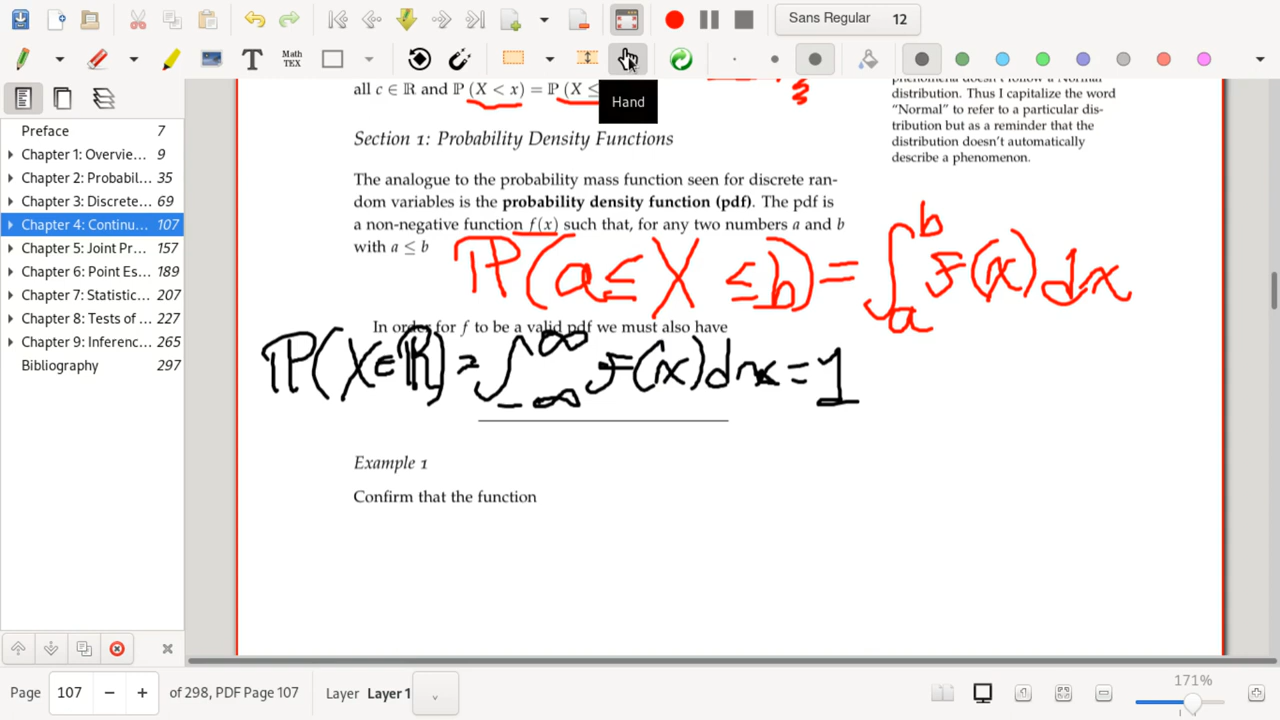 Sans Regular 12
Math
TEX
Hand
Preface 7
Chapter 1: Overvie... 9
Chapter 2: Probabil... 35
Chapter 3: Discrete... 69
Chapter 4: Continu... 107
Chapter 5: Joint Pr... 157
Chapter 6: Point Es... 189
Chapter 7: Statistic... 207
Chapter 8: Tests of ... 227
Chapter 9: Inferenc... 265
Bibliography 297
all c ∈ ℝ and ℙ (X < x) = ℙ (X ≤
Section 1: Probability Density Functions
The analogue to the probability mass function seen for discrete ran-
dom variables is the probability density function (pdf). The pdf is
a non-negative function f(x) such that, for any two numbers a and b
with a ≤ b
ℙ(a ≤ X ≤ b) = ∫_a^b f(x)dx
In order for f to be a valid pdf we must also have
ℙ(X ∈ ℝ) = ∫_{-∞}^{∞} f(x)dx = 1
Example 1
Confirm that the function
phenomenon doesn't follow a Normal
distribution. Thus I capitalize the word
"Normal" to refer to a particular dis-
tribution but as a reminder that the
distribution doesn't automatically
describe a phenomenon.
Page 107 of 298, PDF Page 107
Layer Layer 1
171%